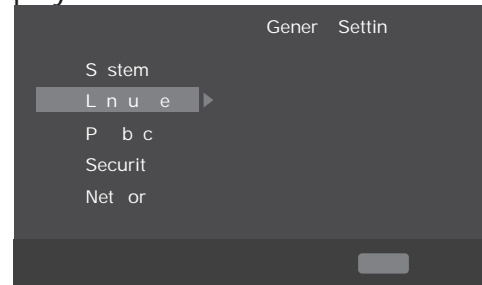 Gener Settin
S stem
L n u e
P b c
Securit
Net or